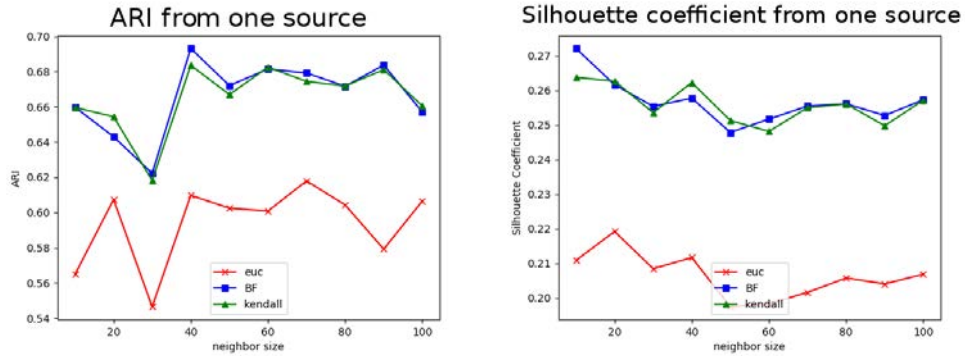 ARI from one source
0.70
0.68
0.66
0.64
0.62
0.60
0.58
0.56
0.54
ARI
20
40
60
80
100
neighbor size
euc
BF
kendall
Silhouette coefficient from one source
0.27
0.26
0.25
0.24
0.23
0.22
0.21
0.20
Silhouette Coefficient
20
40
60
80
100
neighbor size
euc
BF
kendall